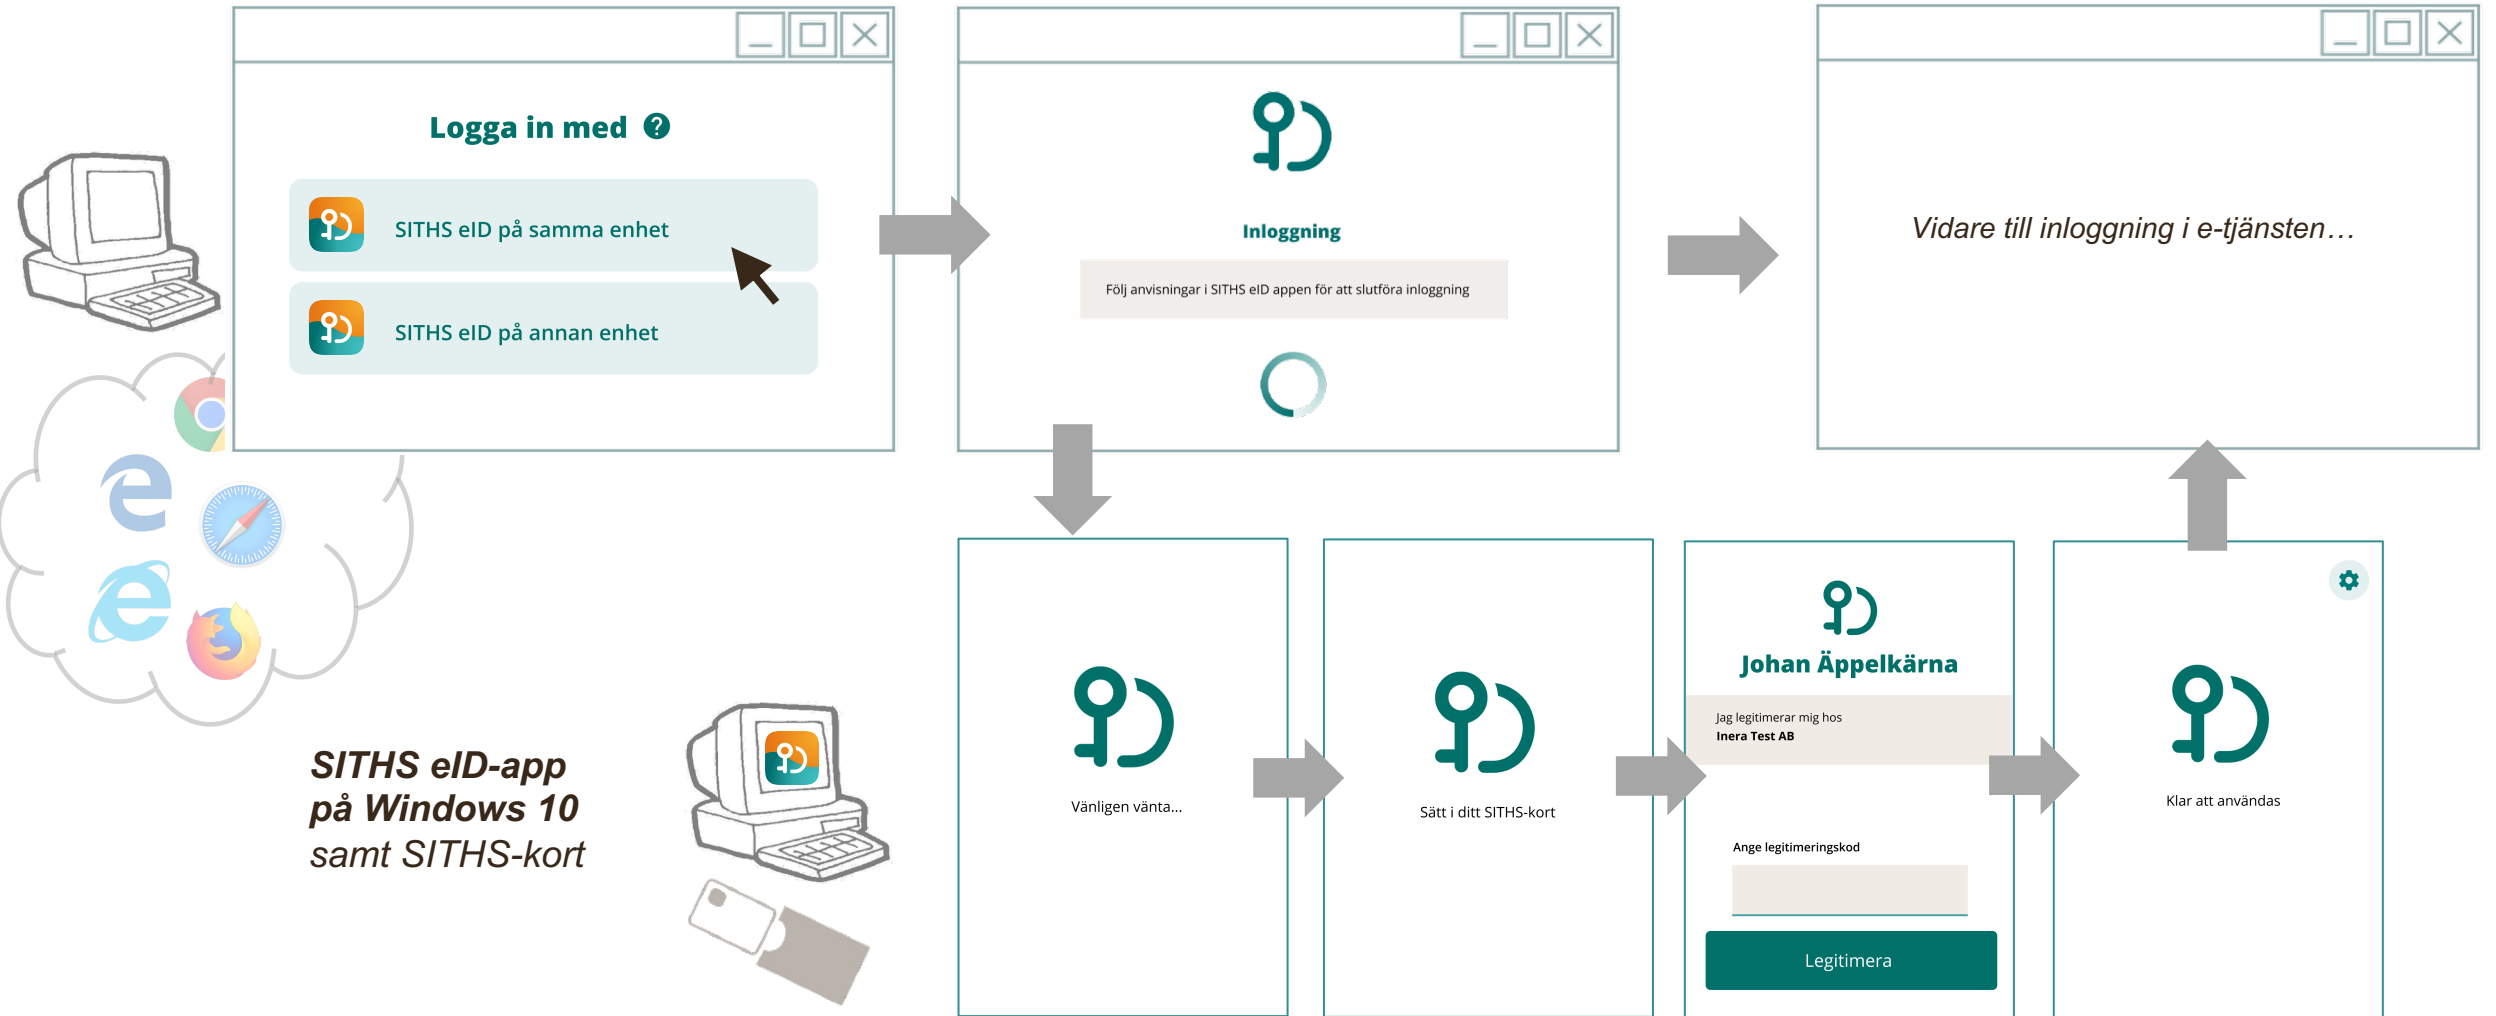 Logga in med
SITHS eID på samma enhet
SITHS eID på annan enhet
Inloggning
Följ anvisningar i SITHS eID appen för att slutföra inloggning
Vidare till inloggning i e-tjänsten…
SITHS eID-app
på Windows 10
samt SITHS-kort
Vänligen vänta...
Sätt i ditt SITHS-kort
Johan Äppelkärna
Jag legitimerar mig hos
Inera Test AB
Ange legitimeringskod
Legitimera
Klar att användas